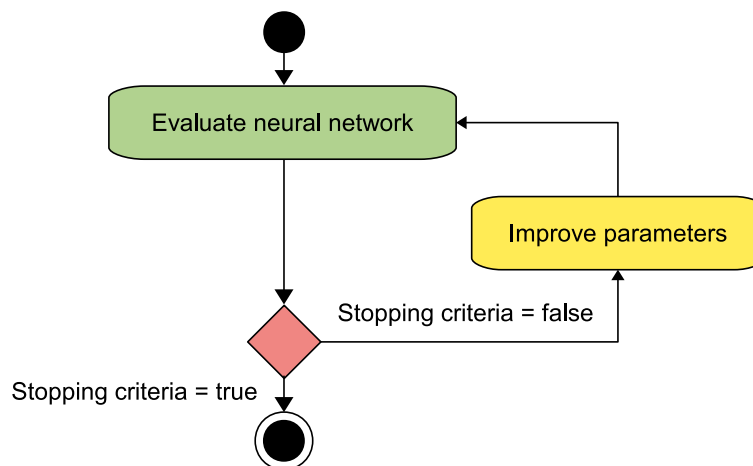 Evaluate neural network
Improve parameters
Stopping criteria = false
Stopping criteria = true